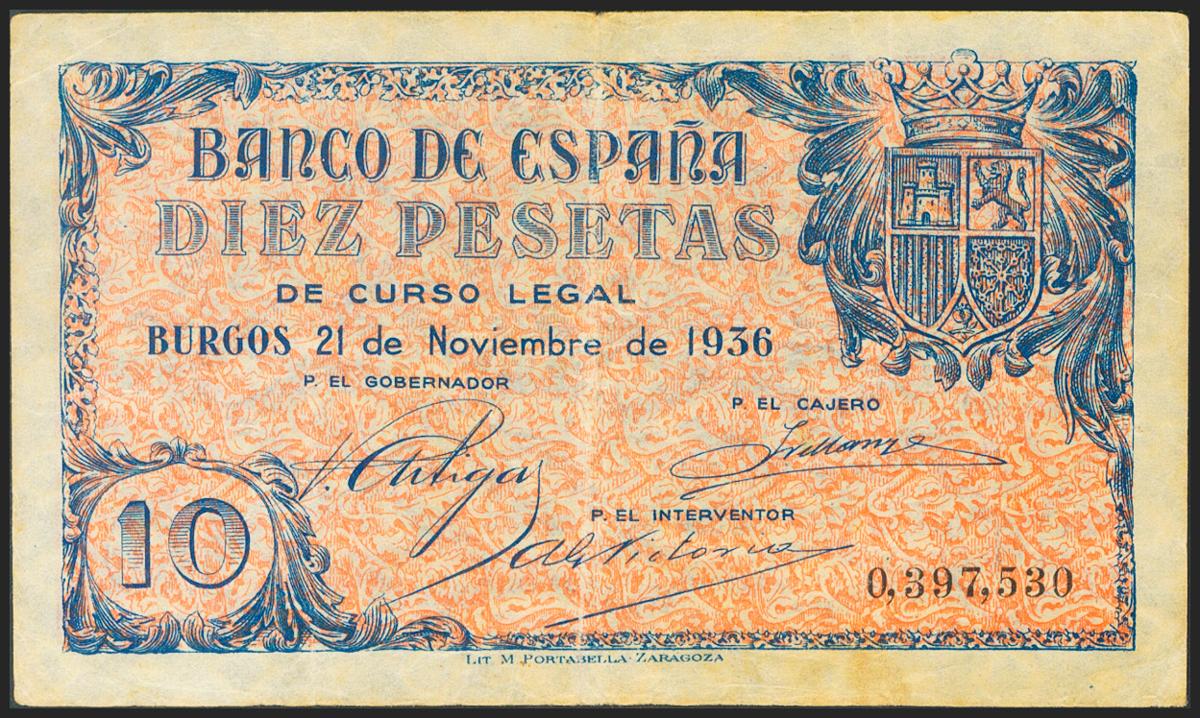 BANCO DE ESPAÑA
DIEZ PESETAS
DE CURSO LEGAL
BURGOS 21 de Noviembre de 1936
P. EL GOBERNADOR
P. EL CAJERO
P. EL INTERVENTOR
10
0,397,530
LIT. M. PORTABELLA-ZARAGOZA